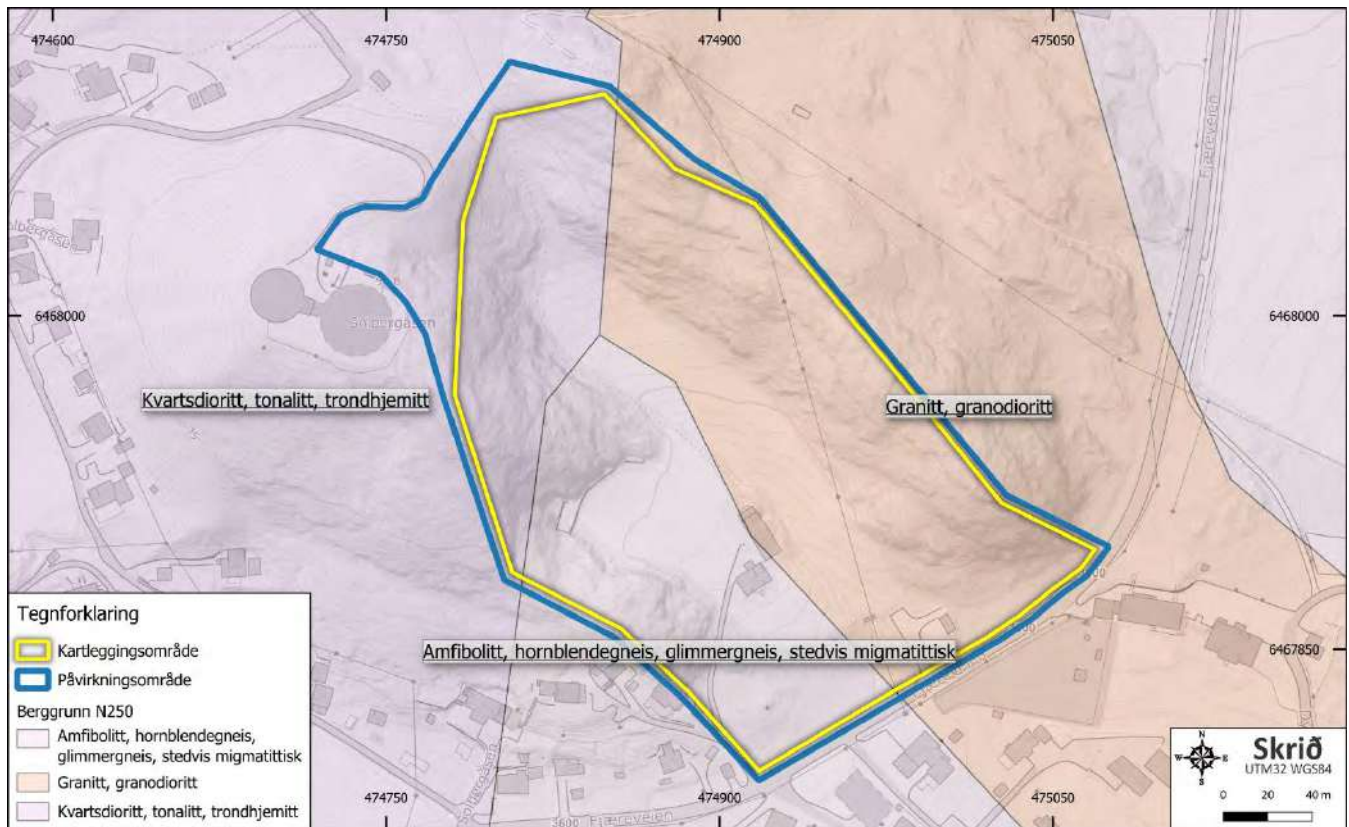 474600
474750
474900
475050
Fjæreveien
6468000
6468000
Kvartsdioritt, tonalitt, trondhjemitt
Granitt, granodioritt
Amfibolitt, hornblendegneis, glimmergneis, stedvis migmatittisk
6467850
Tegnforklaring
Kartleggingsområde
Påvirkningsområde
Berggrunn N250
Amfibolitt, hornblendegneis,
glimmergneis, stedvis migmatittisk
Granitt, granodioritt
Kvartsdioritt, tonalitt, trondhjemitt
474750
474900
475050
3600 Fjæreveien
N
W E
S
Skrið
UTM32 WGS84
0 20 40 m